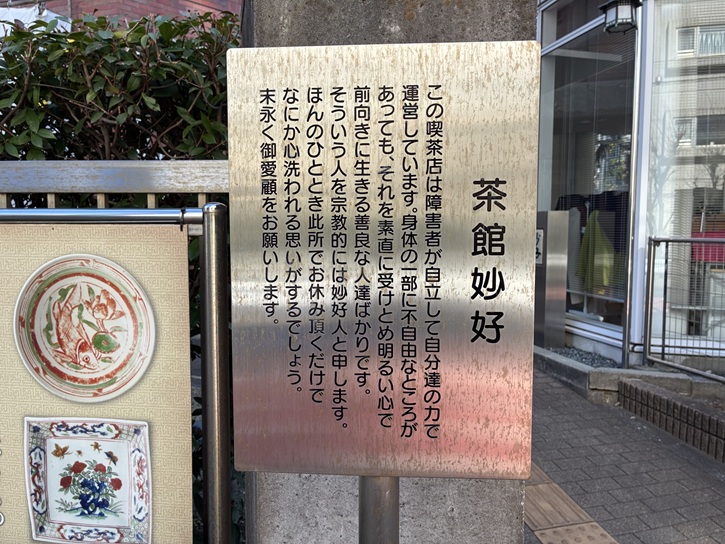 茶館妙好
この喫茶店は障害者が自立して自分達の力で
運営しています。身体の一部に不自由なところが
あっても、それを素直に受けとめ明るい心で
前向きに生きる善良な人達ばかりです。
そういう人を宗教的には妙好人と申します。
ほんのひととき此所でお休み頂くだけで
なにか心洗われる思いがするでしょう。
末永く御愛顧をお願いします。